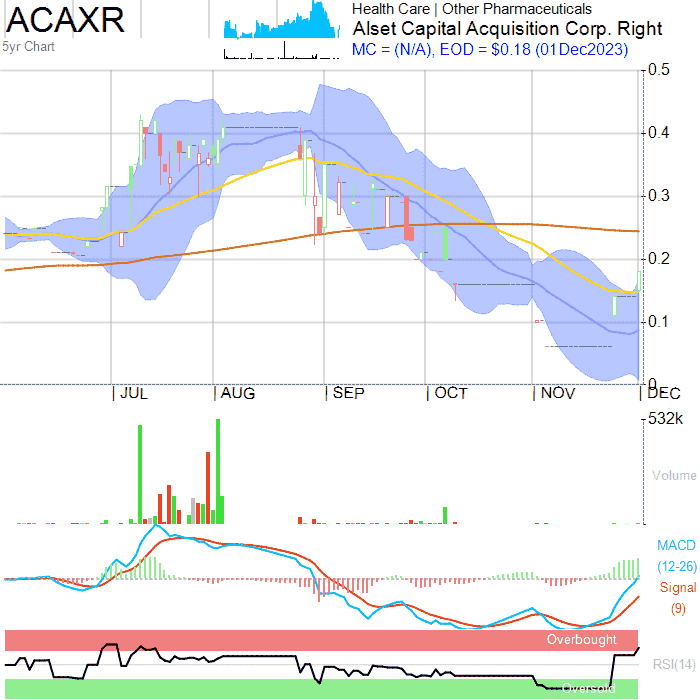 ACAXR
5yr Chart
Health Care | Other Pharmaceuticals
Alset Capital Acquisition Corp. Right
MC = (N/A), EOD = $0.18 (01Dec2023)
0.5
0.4
0.3
0.2
0.1
0
JUL AUG SEP OCT NOV DEC
532k
Volume
MACD
(12-26)
Signal
(9)
Overbought
RSI(14)
Oversold